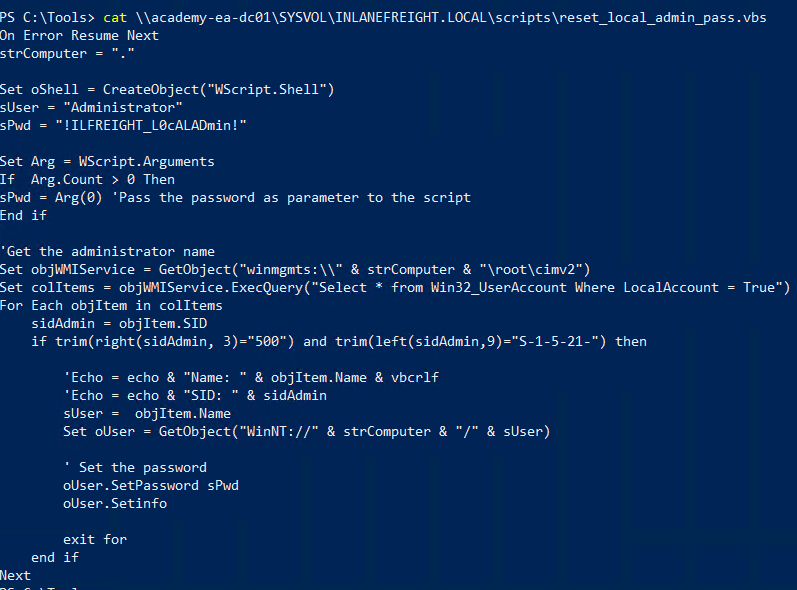 PS C:\Tools> cat \\academy-ea-dc01\SYSVOL\INLANEFREIGHT.LOCAL\scripts\reset_local_admin_pass.vbs
On Error Resume Next
strComputer = "."

Set oShell = CreateObject("WScript.Shell")
sUser = "Administrator"
sPwd = "!ILFREIGHT_L0cALADmin!"

Set Arg = WScript.Arguments
If  Arg.Count > 0 Then
sPwd = Arg(0) 'Pass the password as parameter to the script
End if

'Get the administrator name
Set objWMIService = GetObject("winmgmts:\\" & strComputer & "\root\cimv2")
Set colItems = objWMIService.ExecQuery("Select * from Win32_UserAccount Where LocalAccount = True")
For Each objItem in colItems
    sidAdmin = objItem.SID
    if trim(right(sidAdmin, 3)="500") and trim(left(sidAdmin,9)="S-1-5-21-") then

        'Echo = echo & "Name: " & objItem.Name & vbcrlf
        'Echo = echo & "SID: " & sidAdmin
        sUser =  objItem.Name
        Set oUser = GetObject("WinNT://" & strComputer & "/" & sUser)

        ' Set the password
        oUser.SetPassword sPwd
        oUser.Setinfo

        exit for
    end if
Next